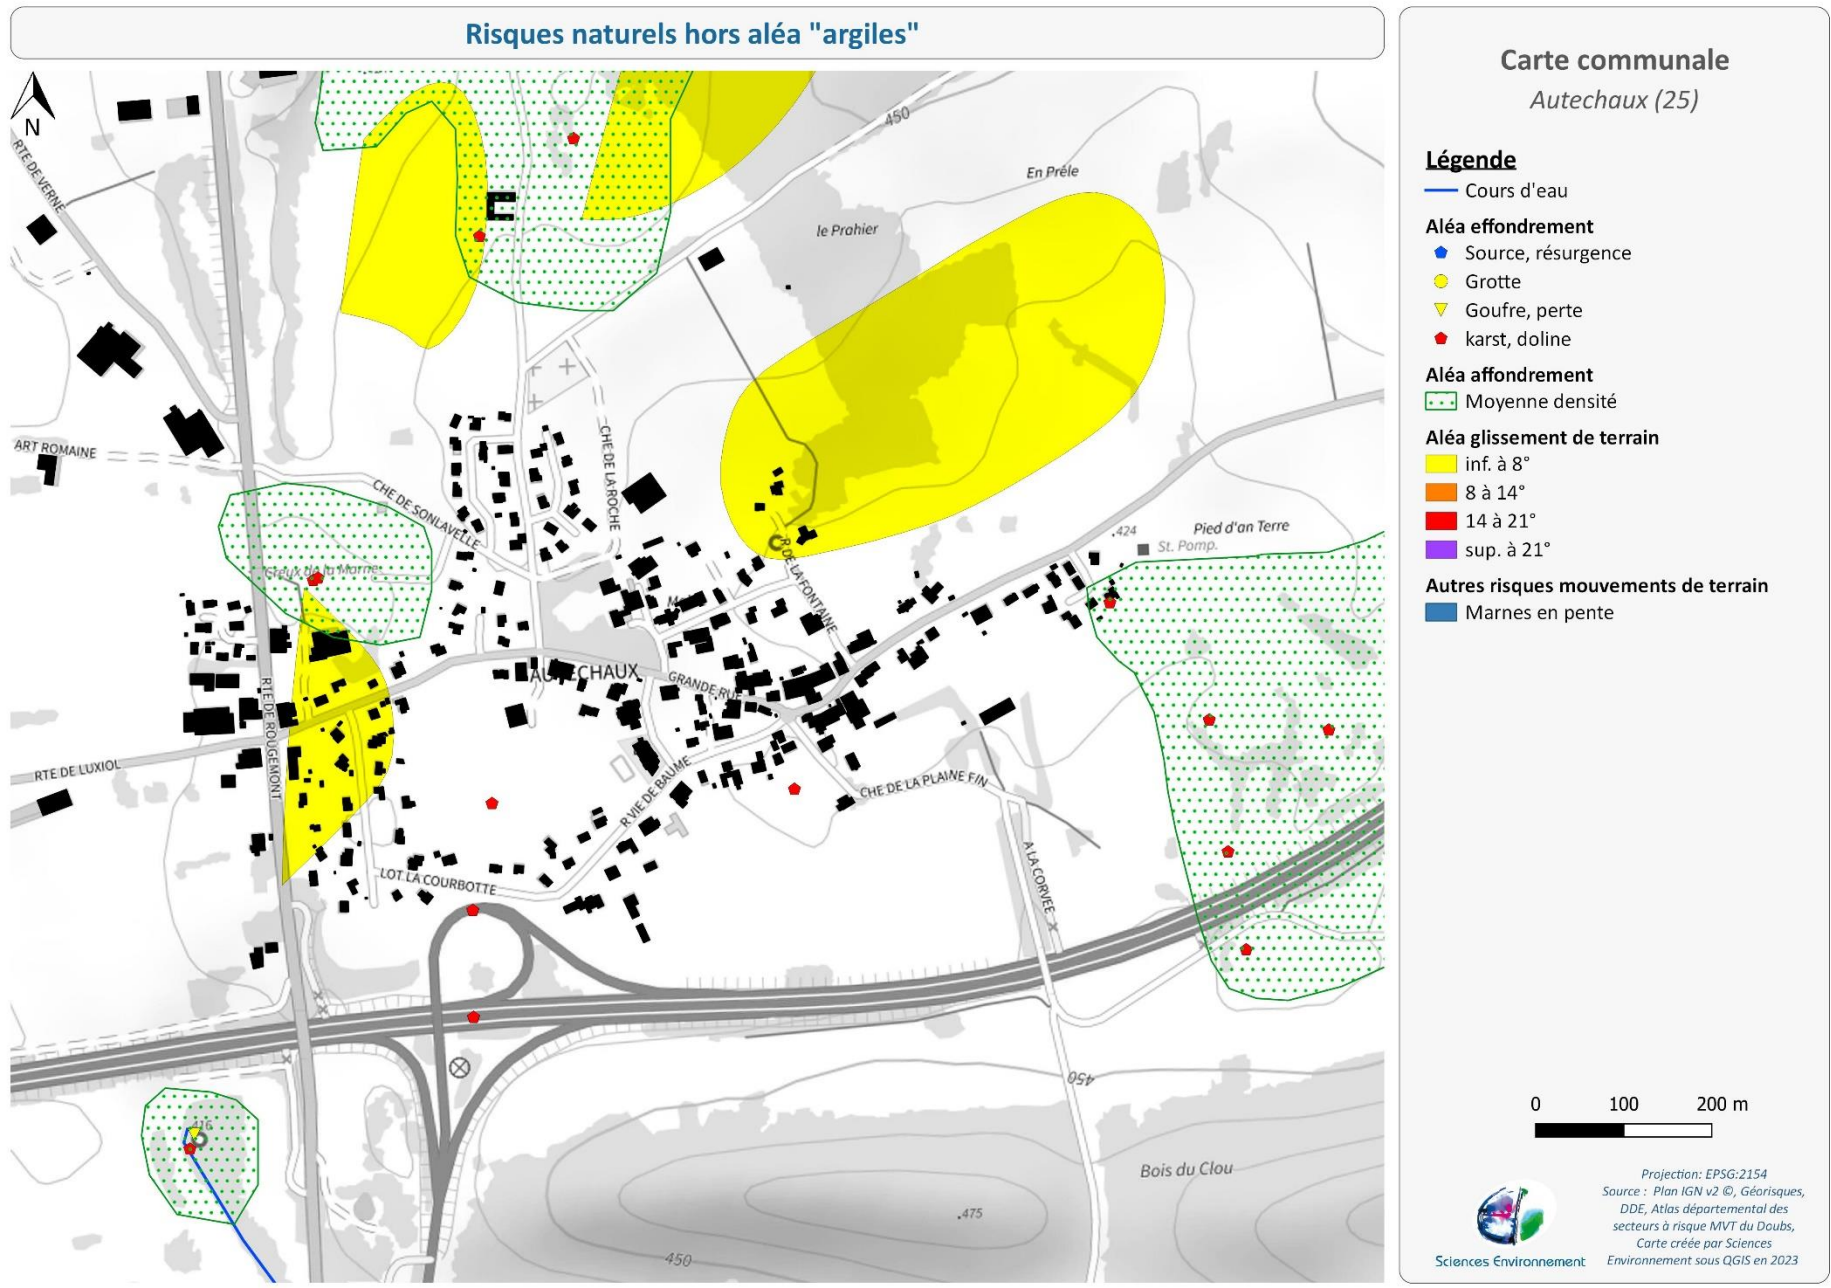 Risques naturels hors aléa "argiles"
N
RTE DE VERNE
450
En Prêle
le Prahier
ART ROMAINE
CHE DE SONLAVELLE
CHE DE LA ROCHE
Creux de la Marne
.424
Pied d'an Terre
St. Pomp.
R DE LA FONTAINE
AUTECHAUX
GRANDE RUE
RTE DE ROUGEMONT
RTE DE LUXIOL
R VIE DE BAUME
CHE DE LA PLAINE FIN
LOT LA COURBOTTE
A LA CORVEE
450
416
Bois du Clou
.475
450
Carte communale
Autechaux (25)
Légende
Cours d'eau
Aléa effondrement
Source, résurgence
Grotte
Goufre, perte
karst, doline
Aléa affondrement
Moyenne densité
Aléa glissement de terrain
inf. à 8°
8 à 14°
14 à 21°
sup. à 21°
Autres risques mouvements de terrain
Marnes en pente
0 100 200 m
Sciences Environnement
Projection: EPSG:2154
Source : Plan IGN v2 ©, Géorisques,
DDE, Atlas départemental des
secteurs à risque MVT du Doubs,
Carte créée par Sciences
Environnement sous QGIS en 2023